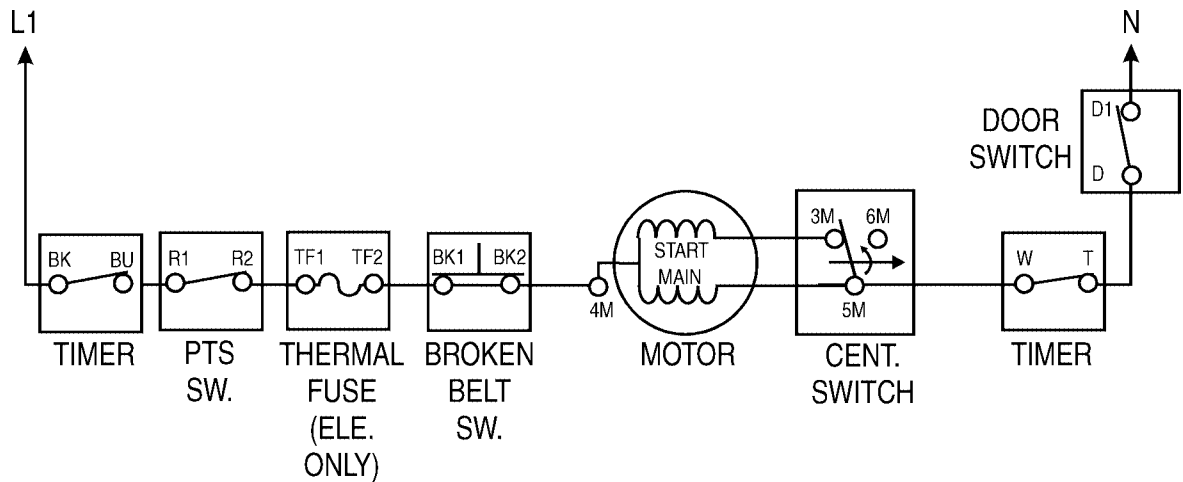 L1
N
D1
DOOR
SWITCH
D
3M 6M
BK BU R1 R2 TF1 TF2 BK1 BK2 START W T
MAIN
4M 5M
TIMER PTS THERMAL BROKEN MOTOR CENT. TIMER
SW. FUSE BELT SWITCH
(ELE. SW.
ONLY)